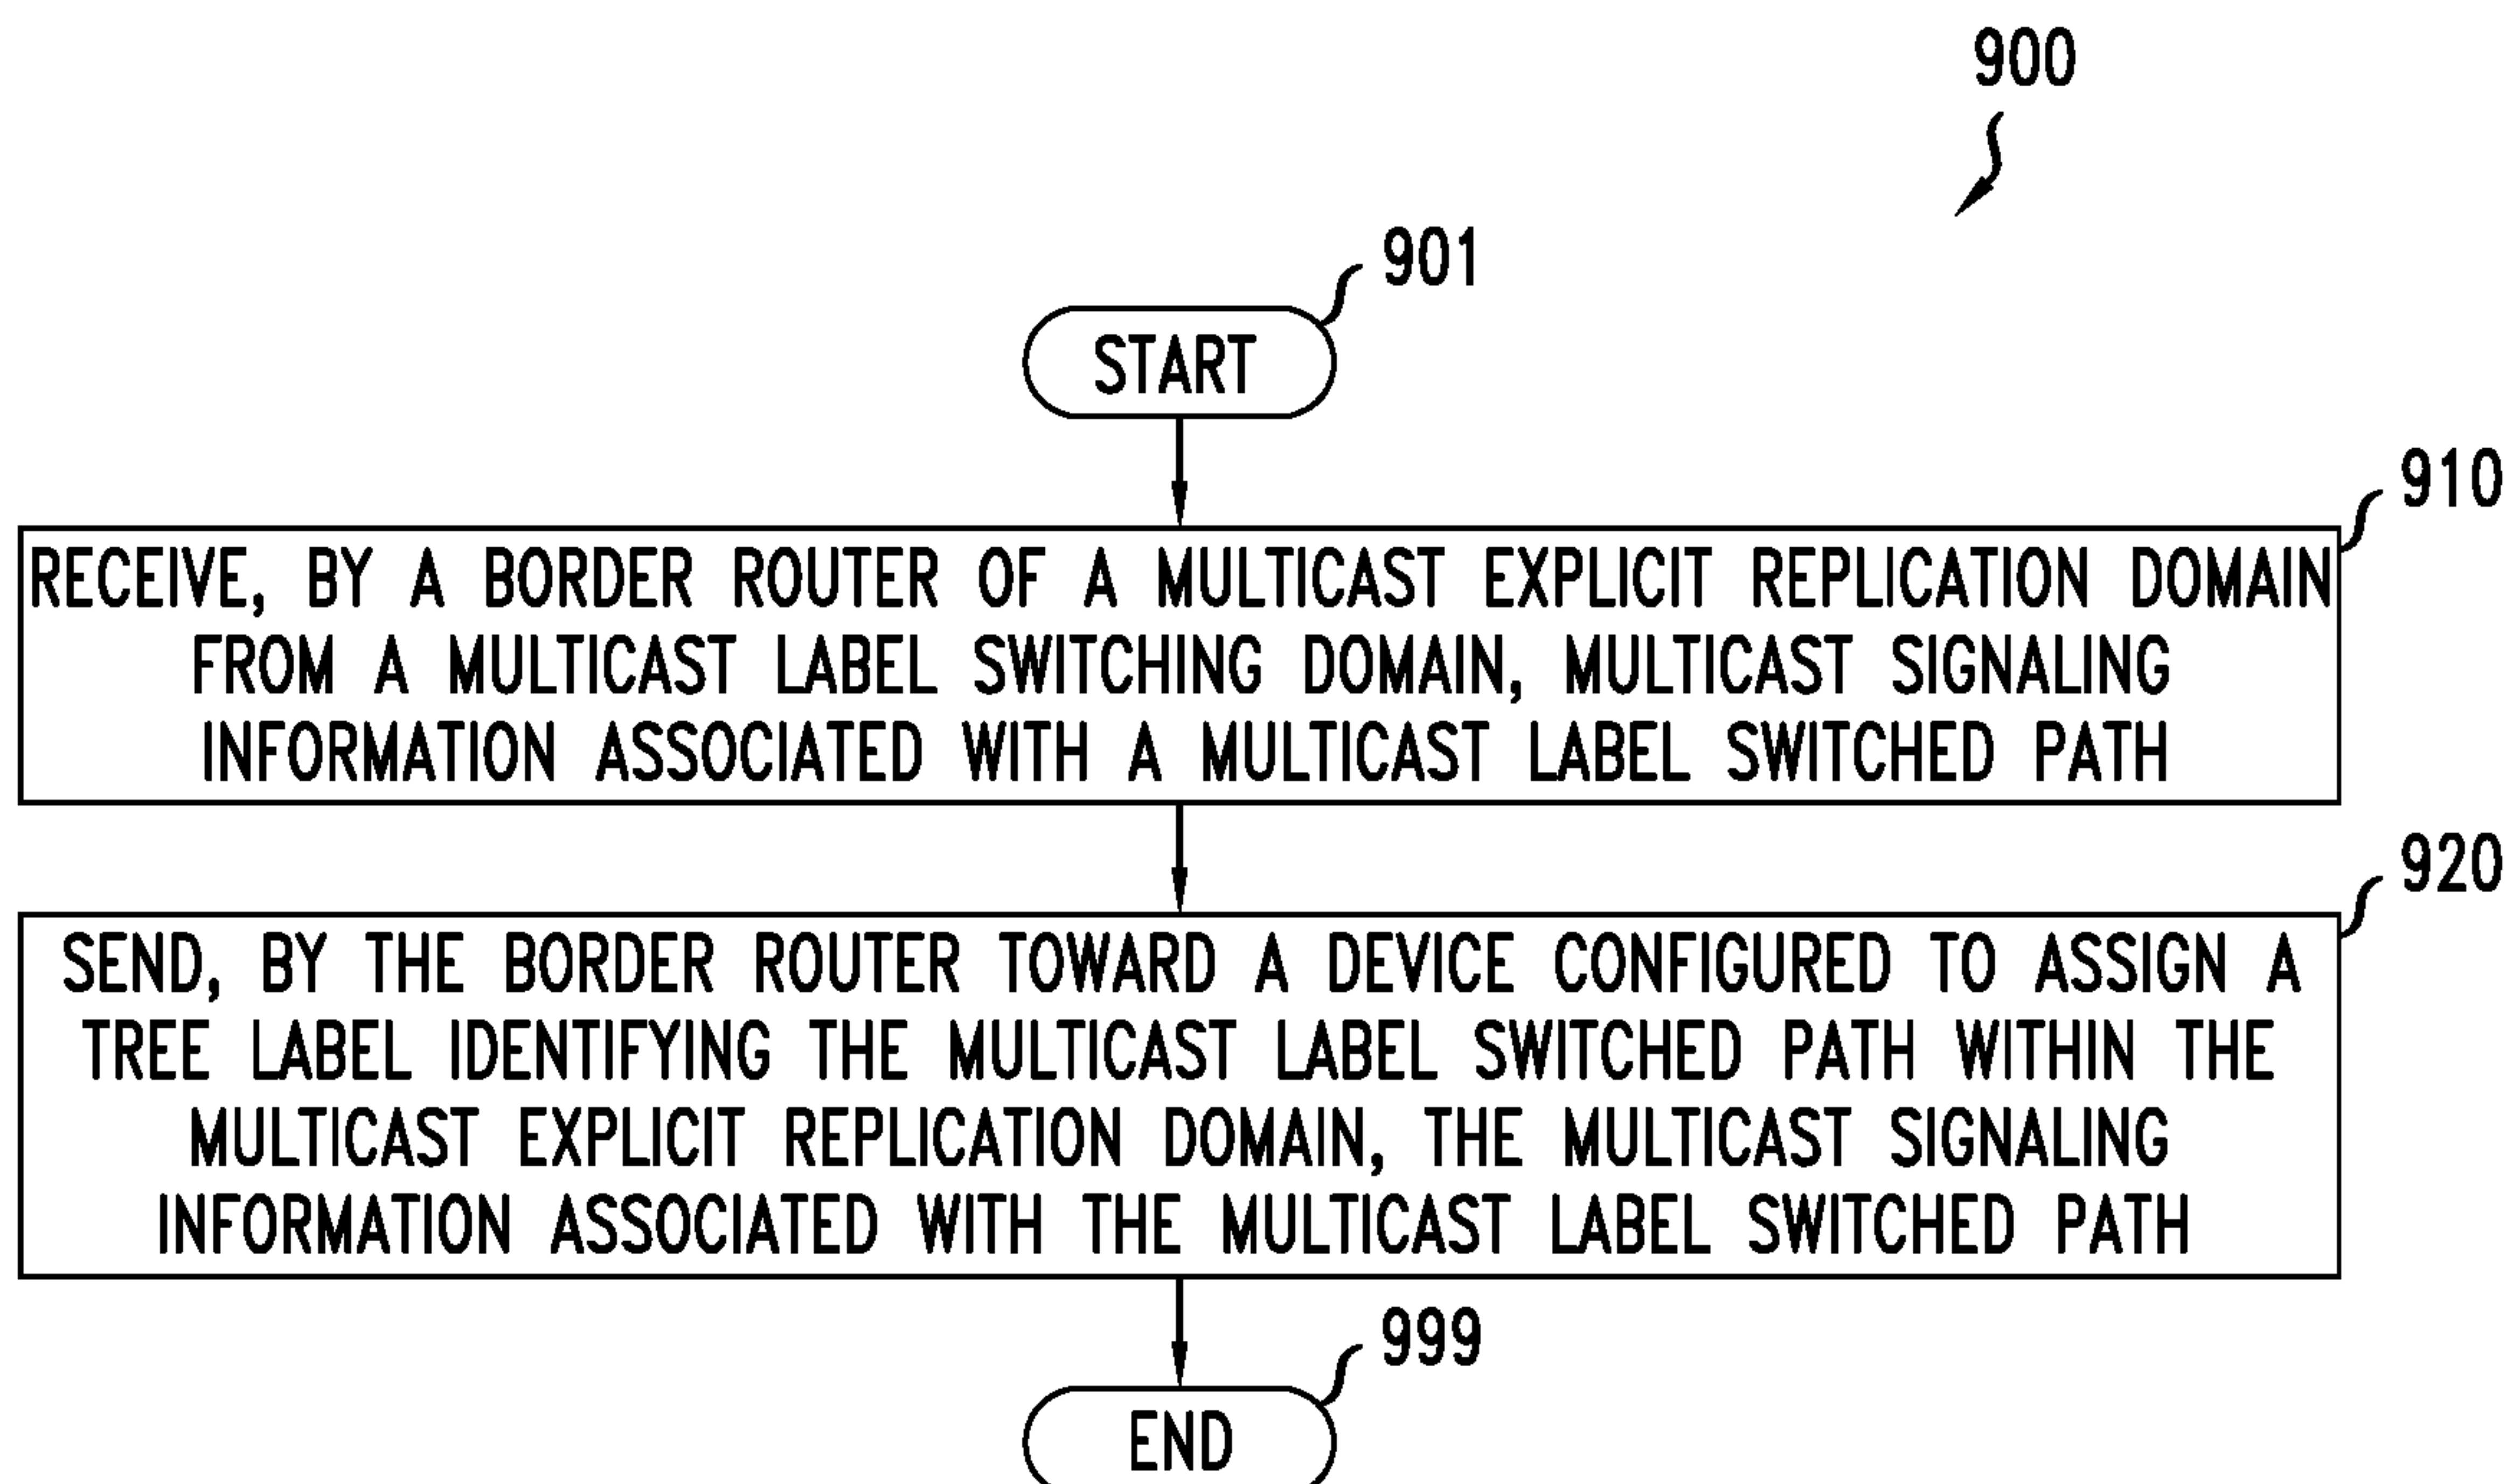 900
901
START
910
RECEIVE, BY A BORDER ROUTER OF A MULTICAST EXPLICIT REPLICATION DOMAIN
FROM A MULTICAST LABEL SWITCHING DOMAIN, MULTICAST SIGNALING
INFORMATION ASSOCIATED WITH A MULTICAST LABEL SWITCHED PATH
920
SEND, BY THE BORDER ROUTER TOWARD A DEVICE CONFIGURED TO ASSIGN A
TREE LABEL IDENTIFYING THE MULTICAST LABEL SWITCHED PATH WITHIN THE
MULTICAST EXPLICIT REPLICATION DOMAIN, THE MULTICAST SIGNALING
INFORMATION ASSOCIATED WITH THE MULTICAST LABEL SWITCHED PATH
999
END